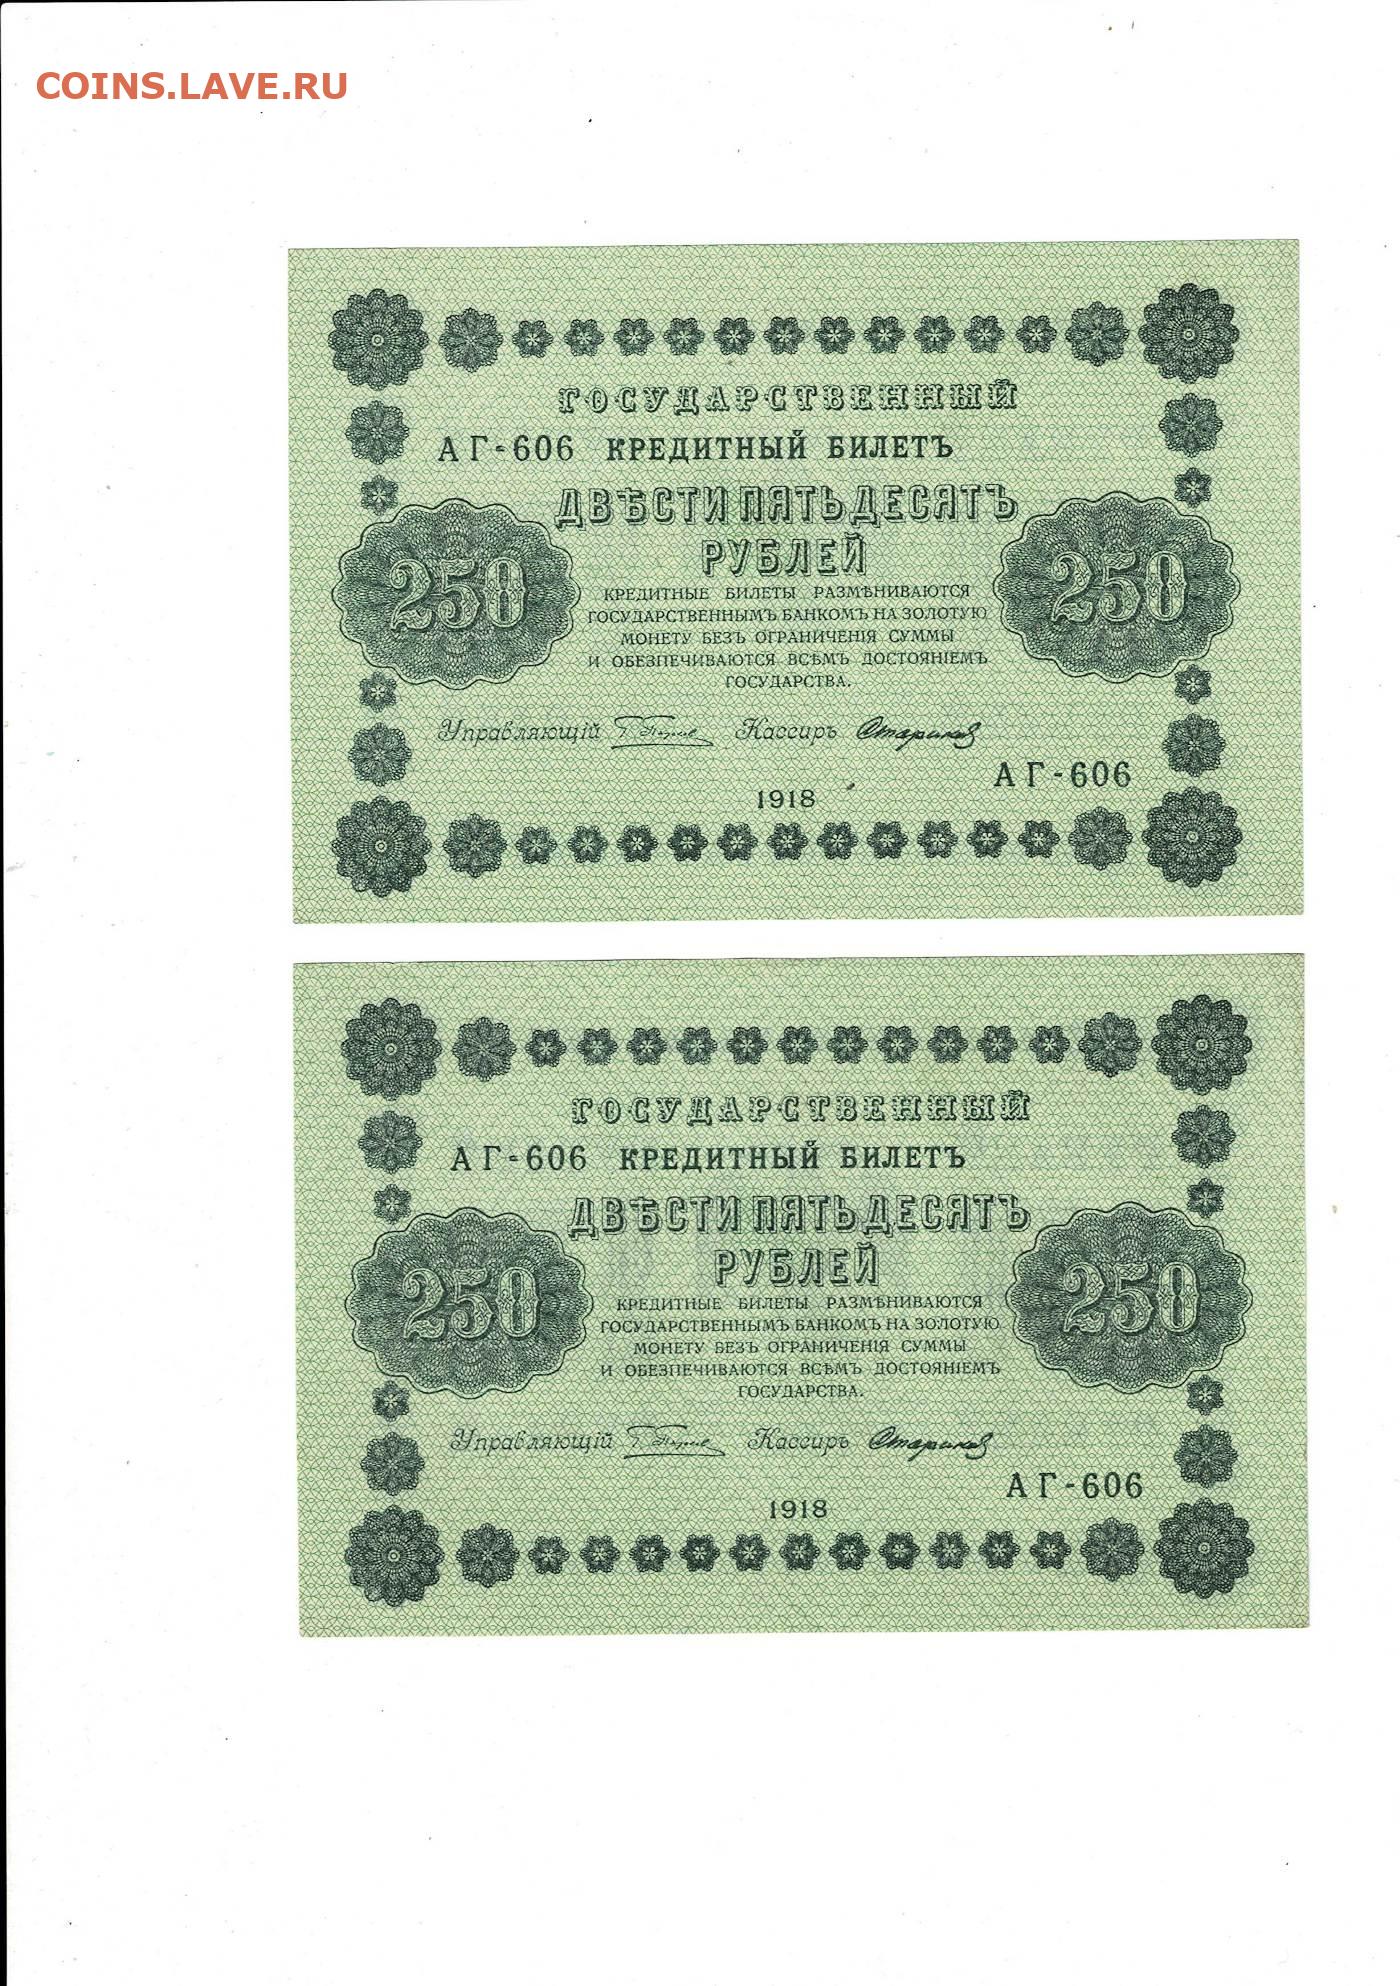 COINS.LAVE.RU
ГОСУДАРСТВЕННЫЙ
АГ-606 КРЕДИТНЫЙ БИЛЕТЪ
ДВѢСТИ ПЯТЬДЕСЯТЪ
РУБЛЕЙ
250 250
КРЕДИТНЫЕ БИЛЕТЫ РАЗМѢНИВАЮТСЯ
ГОСУДАРСТВЕННЫМЪ БАНКОМЪ НА ЗОЛОТУЮ
МОНЕТУ БЕЗЪ ОГРАНИЧЕНІЯ СУММЫ
И ОБЕЗПЕЧИВАЮТСЯ ВСѢМЪ ДОСТОЯНІЕМЪ
ГОСУДАРСТВА.
Управляющій Кассиръ Стариков
АГ-606
1918
ГОСУДАРСТВЕННЫЙ
АГ-606 КРЕДИТНЫЙ БИЛЕТЪ
ДВѢСТИ ПЯТЬДЕСЯТЪ
РУБЛЕЙ
250 250
КРЕДИТНЫЕ БИЛЕТЫ РАЗМѢНИВАЮТСЯ
ГОСУДАРСТВЕННЫМЪ БАНКОМЪ НА ЗОЛОТУЮ
МОНЕТУ БЕЗЪ ОГРАНИЧЕНІЯ СУММЫ
И ОБЕЗПЕЧИВАЮТСЯ ВСѢМЪ ДОСТОЯНІЕМЪ
ГОСУДАРСТВА.
Управляющій Кассиръ Стариков
АГ-606
1918